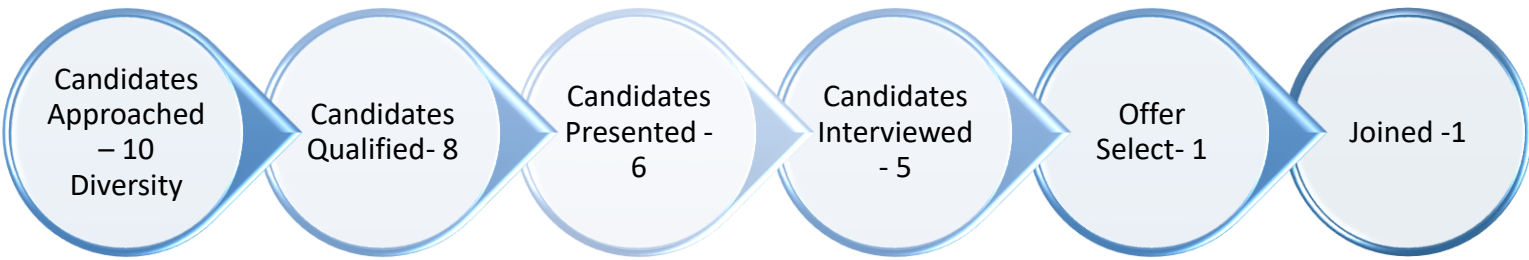 Candidates
Approached
– 10
Diversity
Candidates
Qualified- 8
Candidates
Presented -
6
Candidates
Interviewed
- 5
Offer
Select- 1
Joined -1